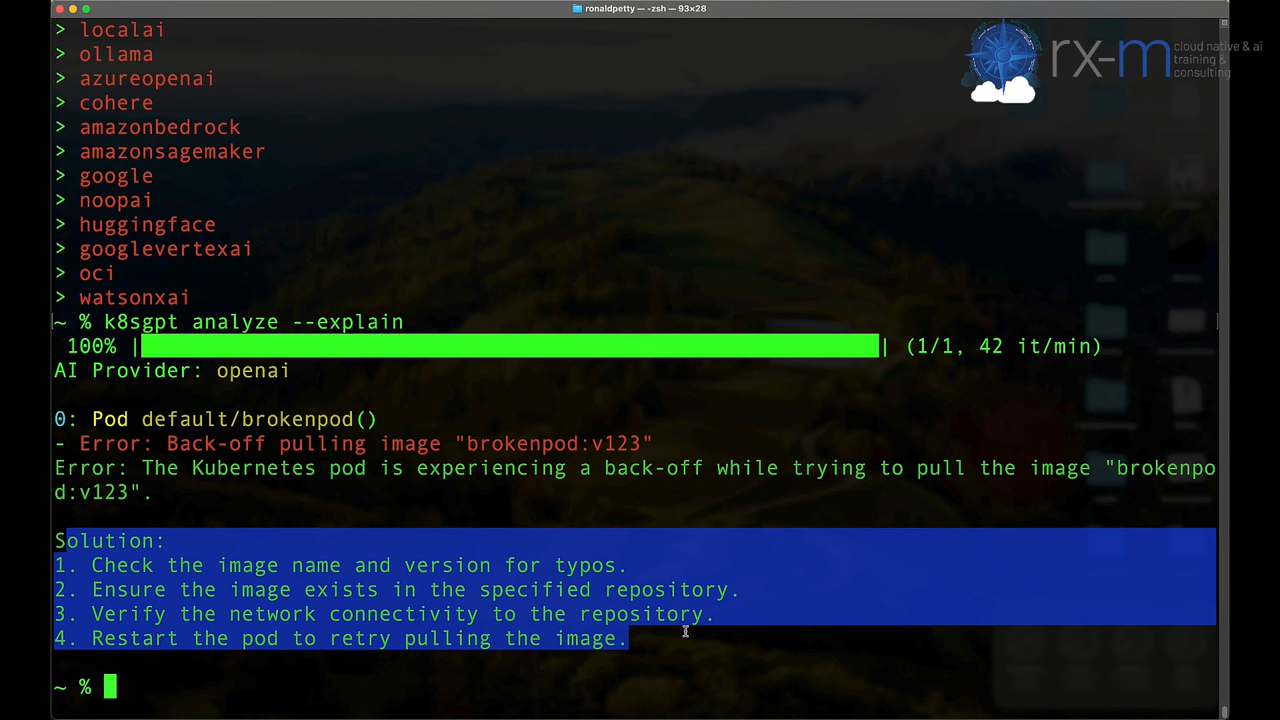 ronaldpetty — -zsh — 93×28
rx-m cloud native & ai
training &
consulting
> localai
> ollama
> azureopenai
> cohere
> amazonbedrock
> amazonsagemaker
> google
> noopai
> huggingface
> googlevertexai
> oci
> watsonxai
~ % k8sgpt analyze --explain
100% | | (1/1, 42 it/min)
AI Provider: openai
0: Pod default/brokenpod()
- Error: Back-off pulling image "brokenpod:v123"
Error: The Kubernetes pod is experiencing a back-off while trying to pull the image "brokenpo
d:v123".
Solution:
1. Check the image name and version for typos.
2. Ensure the image exists in the specified repository.
3. Verify the network connectivity to the repository.
4. Restart the pod to retry pulling the image.
~ %